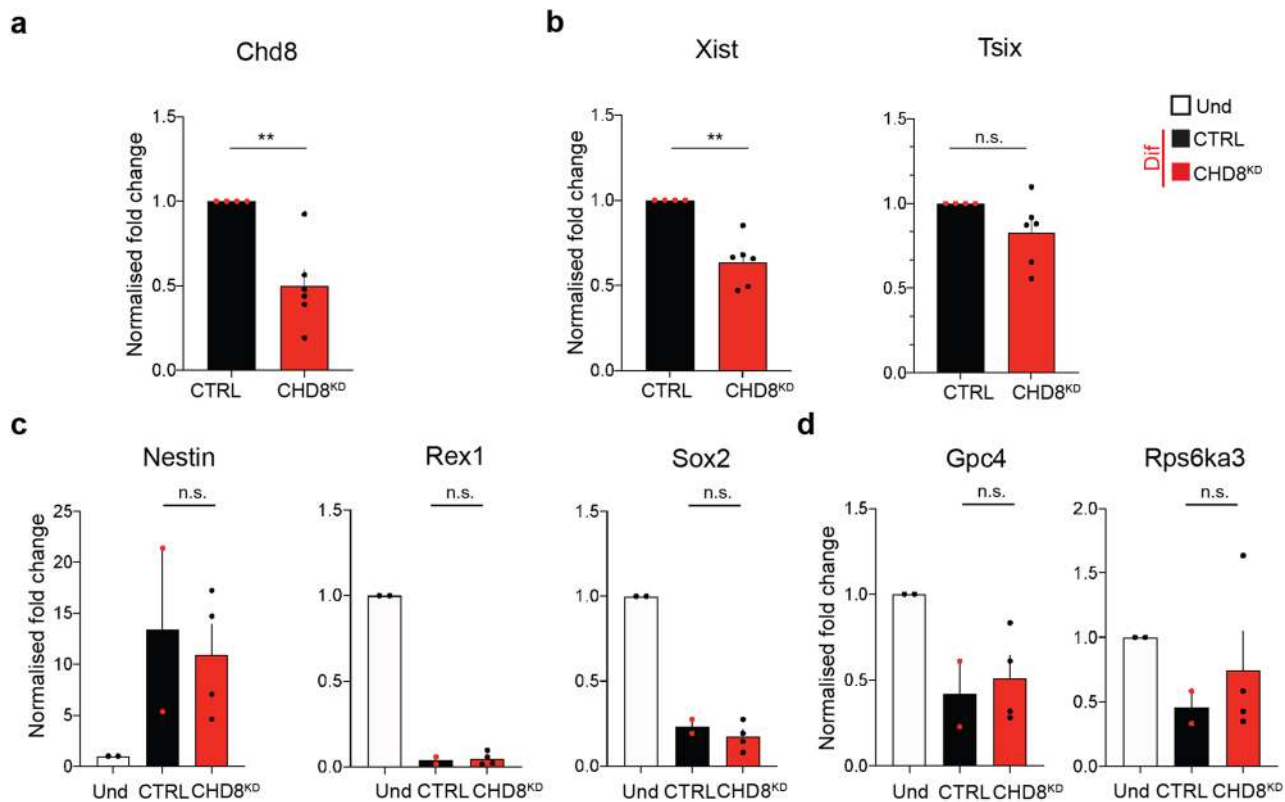 a
Chd8
Normalised fold change
1.5
1.0
0.5
0.0
**
CTRL
CHD8KD
b
Xist
Normalised fold change
1.5
1.0
0.5
0.0
**
CTRL
CHD8KD
Tsix
1.5
1.0
0.5
0.0
n.s.
CTRL
CHD8KD
Und
Dif
CTRL
CHD8KD
c
Nestin
Normalised fold change
25
20
15
10
5
0
n.s.
Und CTRL CHD8KD
Rex1
1.5
1.0
0.5
0.0
n.s.
Und CTRL CHD8KD
Sox2
1.5
1.0
0.5
0.0
n.s.
Und CTRL CHD8KD
d
Gpc4
Normalised fold change
1.5
1.0
0.5
0.0
n.s.
Und CTRL CHD8KD
Rps6ka3
2.0
1.5
1.0
0.5
0.0
n.s.
Und CTRL CHD8KD